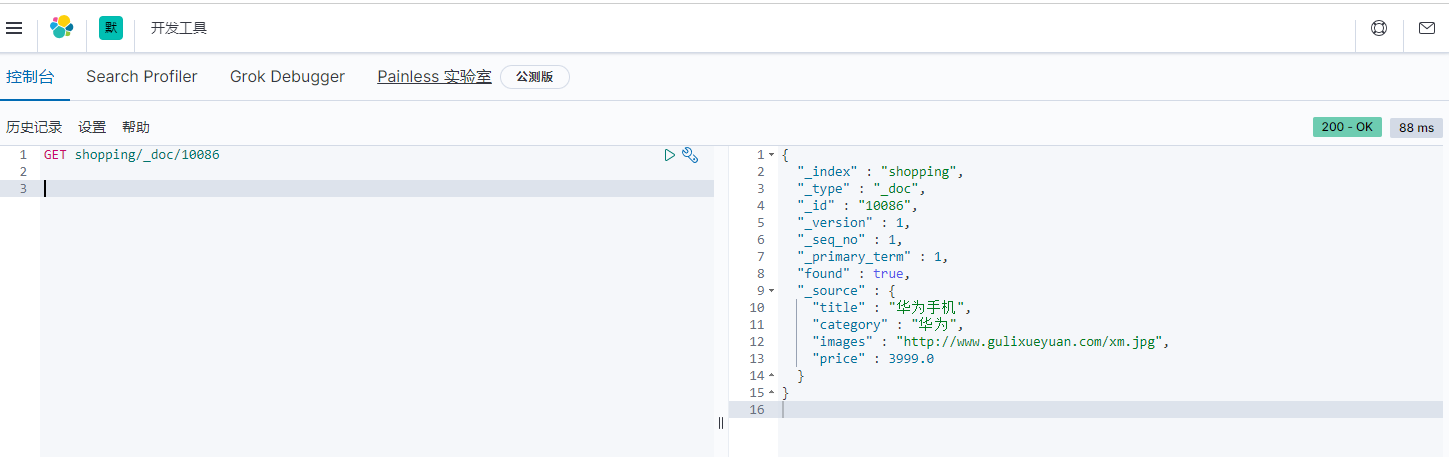 默 开发工具
控制台 Search Profiler Grok Debugger Painless 实验室 公测版
历史记录 设置 帮助 200 - OK 88 ms
1 GET shopping/_doc/10086
2
3
1 {
2 "_index" : "shopping",
3 "_type" : "_doc",
4 "_id" : "10086",
5 "_version" : 1,
6 "_seq_no" : 1,
7 "_primary_term" : 1,
8 "found" : true,
9 "_source" : {
10 "title" : "华为手机",
11 "category" : "华为",
12 "images" : "http://www.gulixueyuan.com/xm.jpg",
13 "price" : 3999.0
14 }
15 }
16